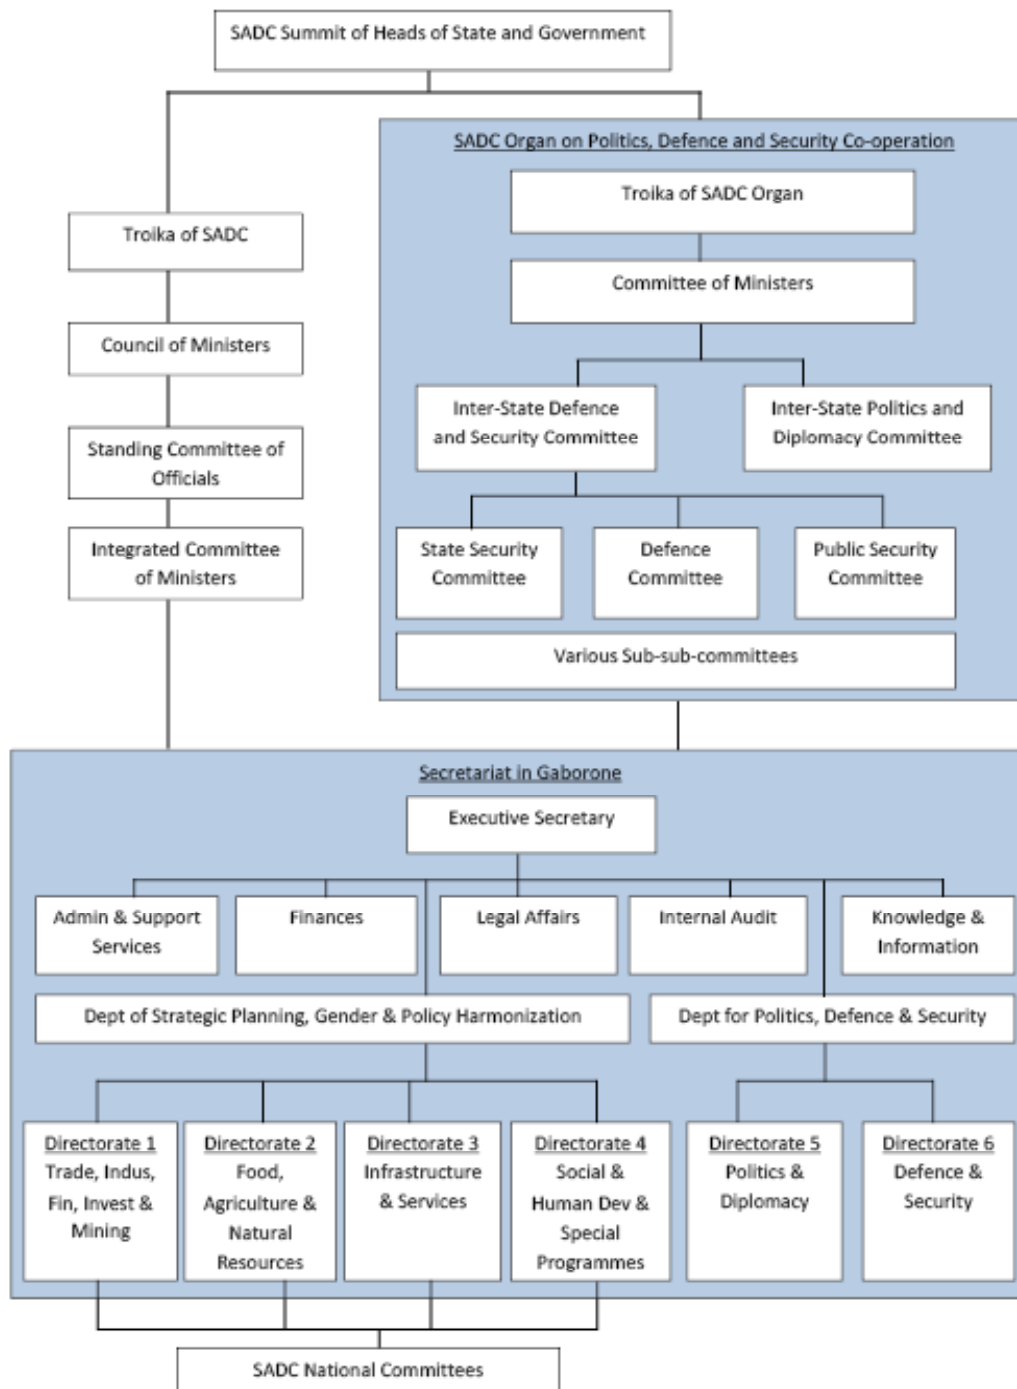 SADC Summit of Heads of State and Government
SADC Organ on Politics, Defence and Security Co-operation
Troika of SADC Organ
Troika of SADC
Committee of Ministers
Council of Ministers
Inter-State Defence
and Security Committee
Inter-State Politics and
Diplomacy Committee
Standing Committee of
Officials
Integrated Committee
of Ministers
State Security
Committee
Defence
Committee
Public Security
Committee
Various Sub-sub-committees
Secretariat in Gaborone
Executive Secretary
Admin & Support
Services
Finances
Legal Affairs
Internal Audit
Knowledge &
Information
Dept of Strategic Planning, Gender & Policy Harmonization
Dept for Politics, Defence & Security
Directorate 1
Trade, Indus,
Fin, Invest &
Mining
Directorate 2
Food,
Agriculture &
Natural
Resources
Directorate 3
Infrastructure
& Services
Directorate 4
Social &
Human Dev &
Special
Programmes
Directorate 5
Politics &
Diplomacy
Directorate 6
Defence &
Security
SADC National Committees